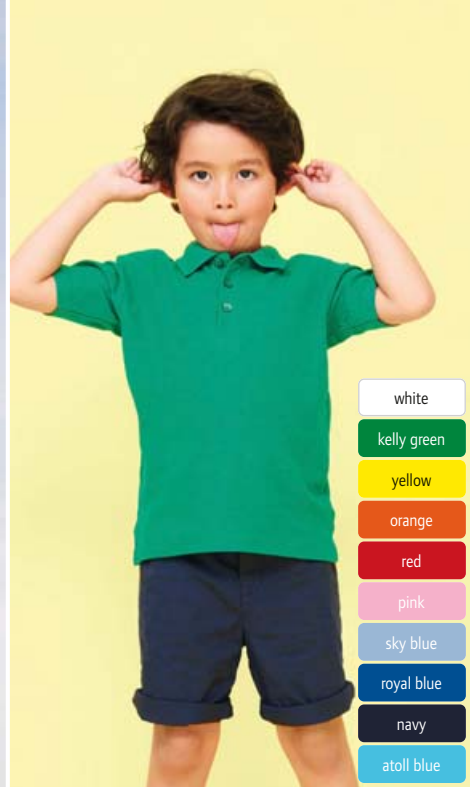 white
kelly green
yellow
orange
red
pink
sky blue
royal blue
navy
atoll blue